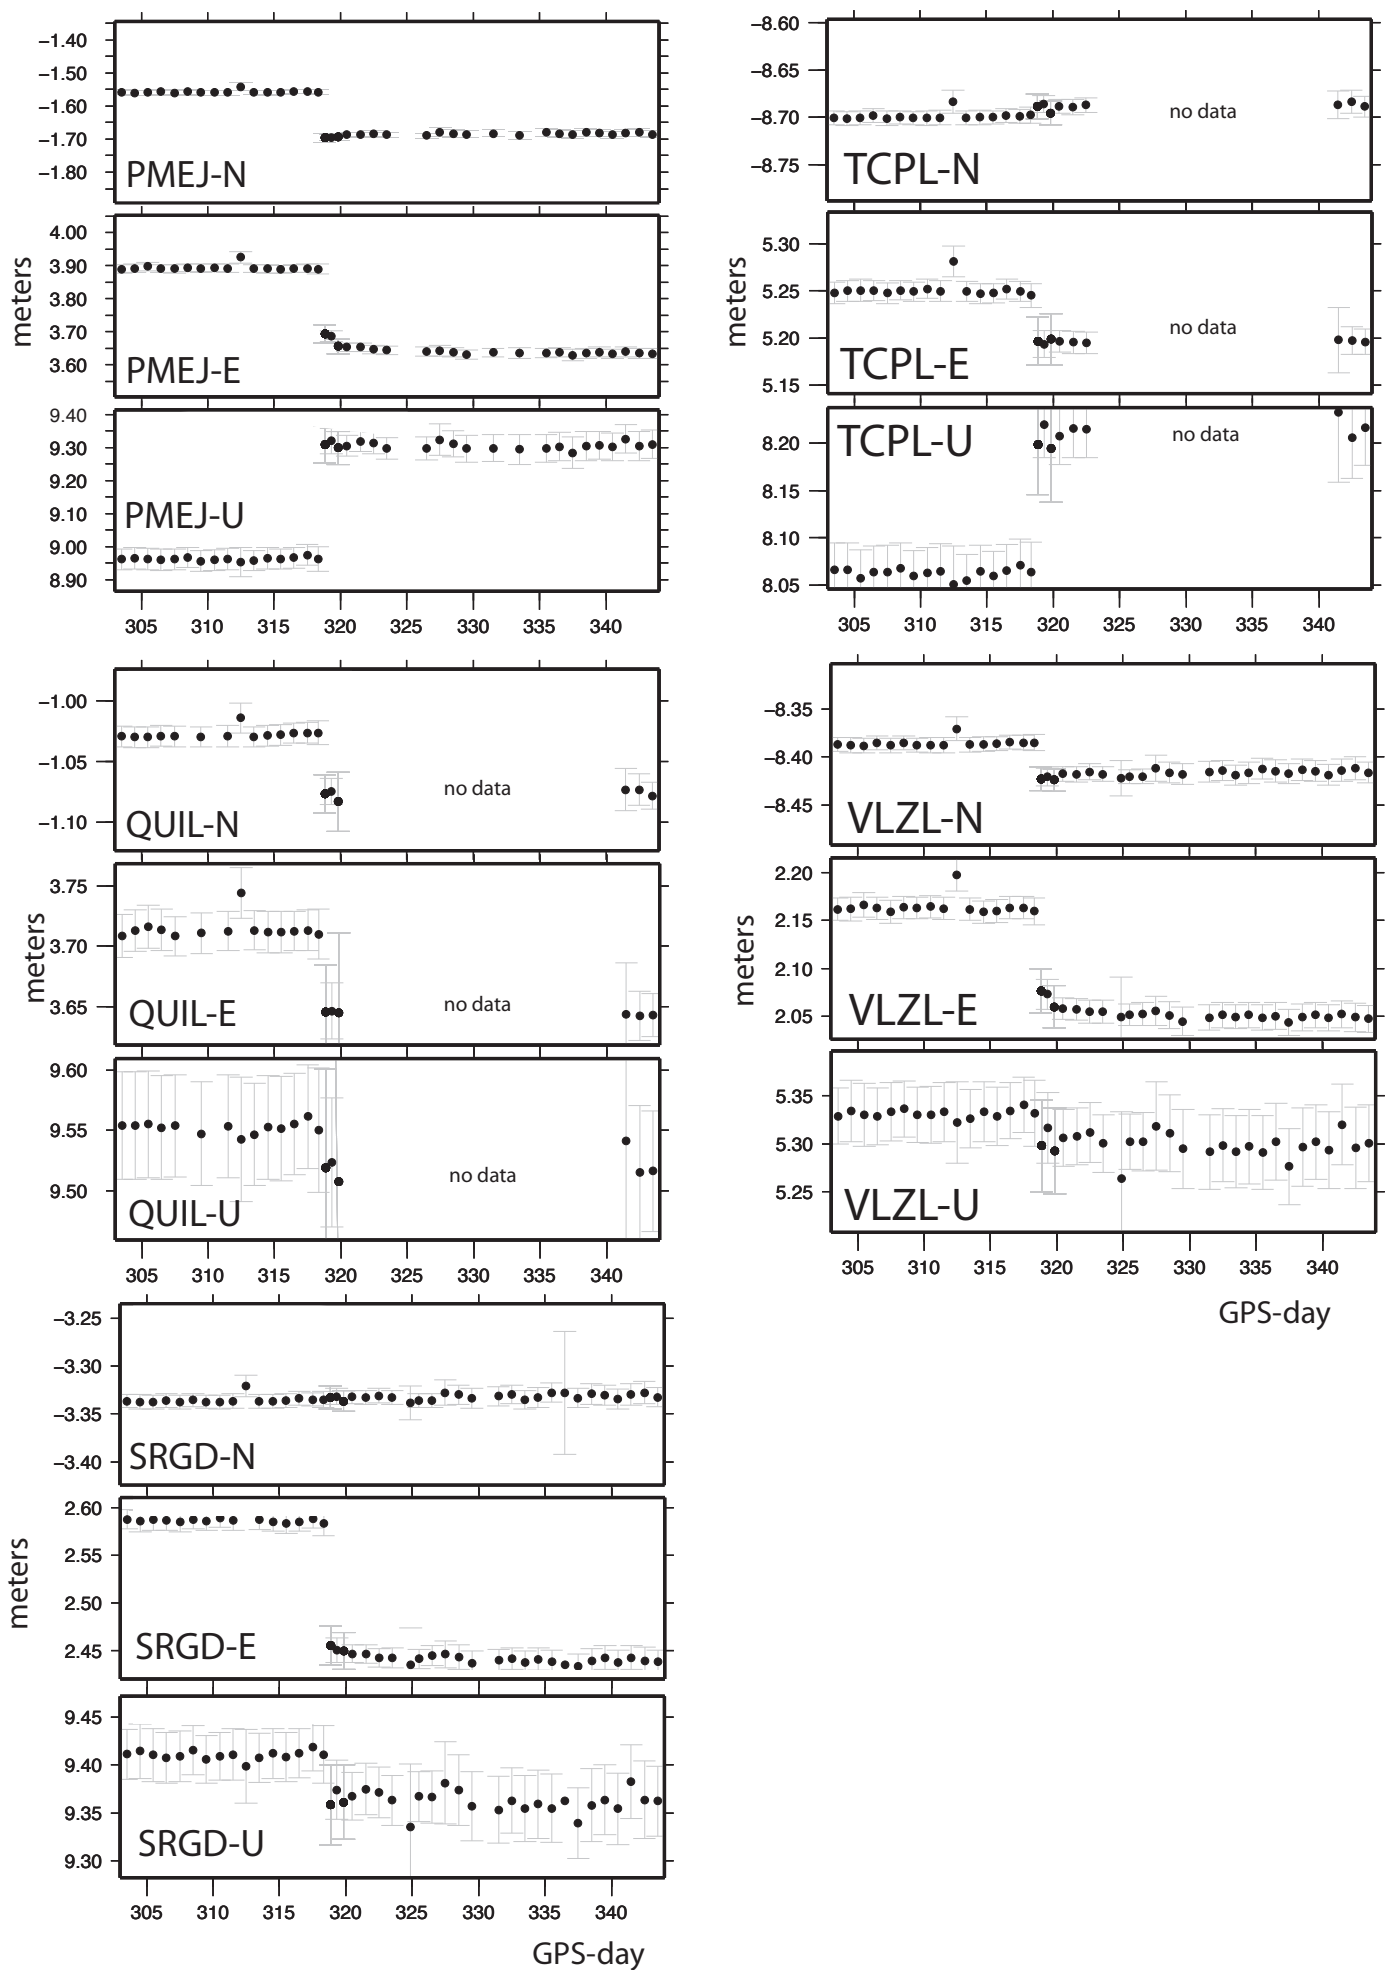 −1.40
−1.50
−1.60
−1.70
−1.80
PMEJ-N
4.00
3.90
3.80
3.70
3.60
PMEJ-E
meters
9.40
9.30
9.20
9.10
9.00
8.90
PMEJ-U
305 310 315 320 325 330 335 340
−8.60
−8.65
−8.70
−8.75
no data
TCPL-N
5.30
5.25
5.20
5.15
no data
TCPL-E
meters
8.20
8.15
8.10
8.05
no data
TCPL-U
305 310 315 320 325 330 335 340
−1.00
−1.05
−1.10
no data
QUIL-N
3.75
3.70
3.65
no data
QUIL-E
meters
9.60
9.55
9.50
no data
QUIL-U
305 310 315 320 325 330 335 340
−8.35
−8.40
−8.45
VLZL-N
2.20
2.15
2.10
2.05
VLZL-E
meters
5.35
5.30
5.25
VLZL-U
305 310 315 320 325 330 335 340
GPS-day
−3.25
−3.30
−3.35
−3.40
SRGD-N
2.60
2.55
2.50
2.45
SRGD-E
meters
9.45
9.40
9.35
9.30
SRGD-U
305 310 315 320 325 330 335 340
GPS-day